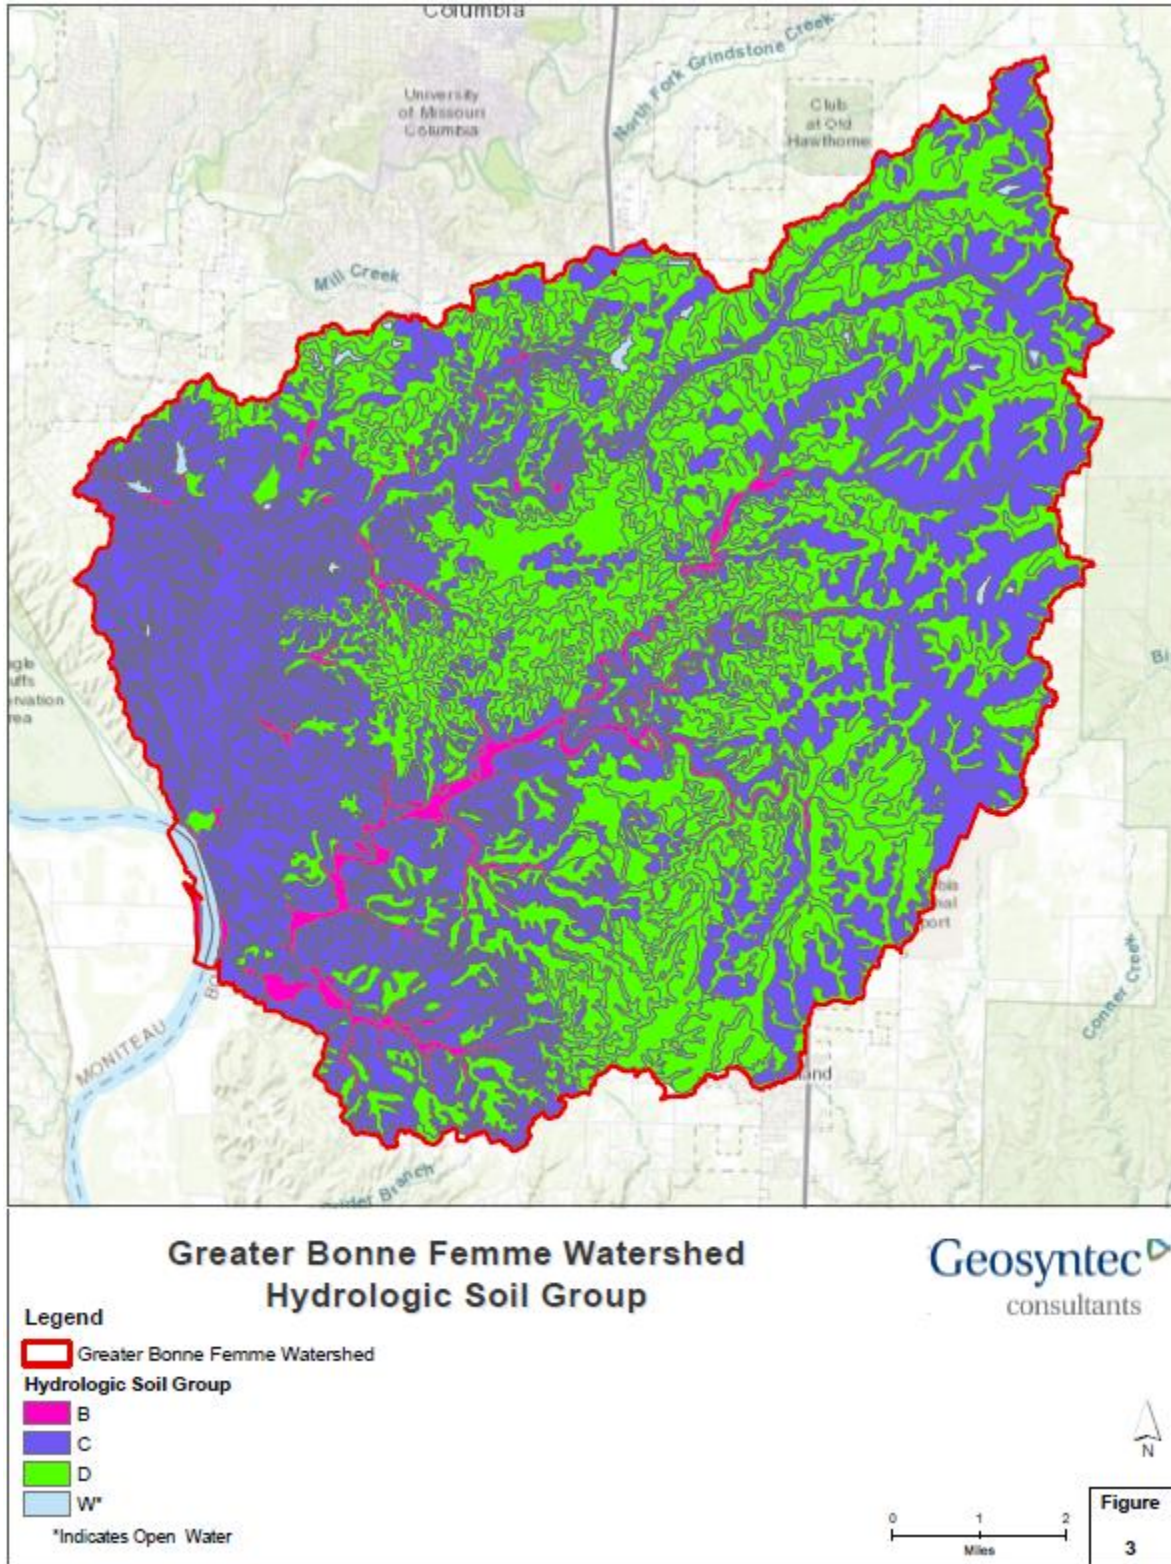 Columbia
North Fork Grindstone Creek
University
of Missouri
Columbia
Club
at Old
Hawthorne
Mill Creek
MONITEAU
Conner Creek
Branch
Greater Bonne Femme Watershed
Hydrologic Soil Group
Geosyntec
consultants
Legend
Greater Bonne Femme Watershed
Hydrologic Soil Group
B
C
D
W*
*Indicates Open Water
N
0 1 2
Miles
Figure
3